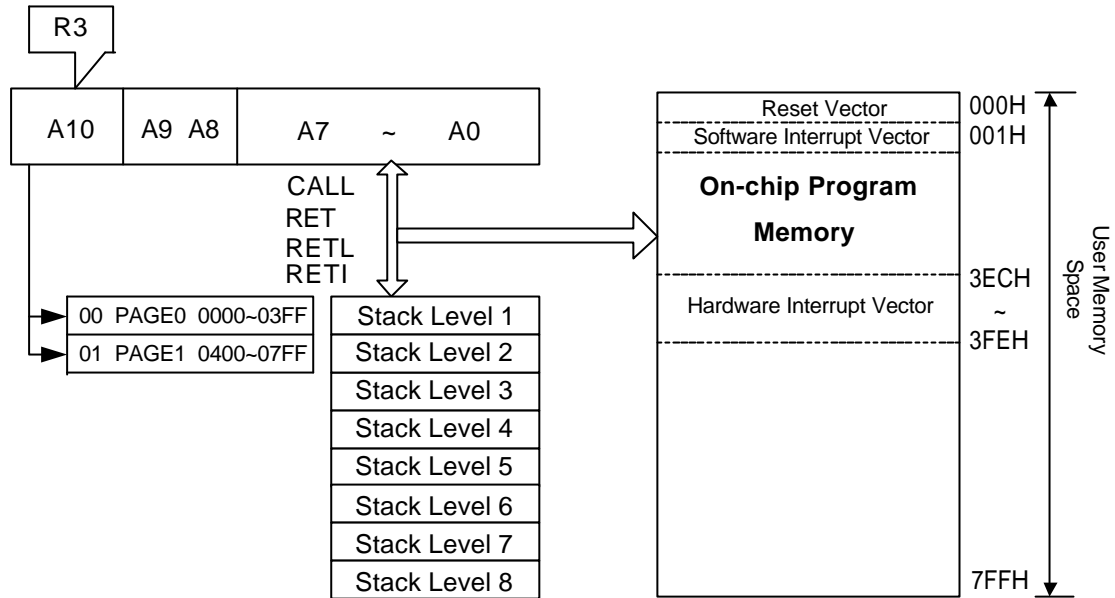 R3
A10 A9 A8 A7 ~ A0
CALL
RET
RETL
RETI
00 PAGE0 0000~03FF
01 PAGE1 0400~07FF
Stack Level 1
Stack Level 2
Stack Level 3
Stack Level 4
Stack Level 5
Stack Level 6
Stack Level 7
Stack Level 8
Reset Vector 000H
Software Interrupt Vector 001H
On-chip Program
Memory
3ECH
Hardware Interrupt Vector ~
3FEH
7FFH
User Memory
Space